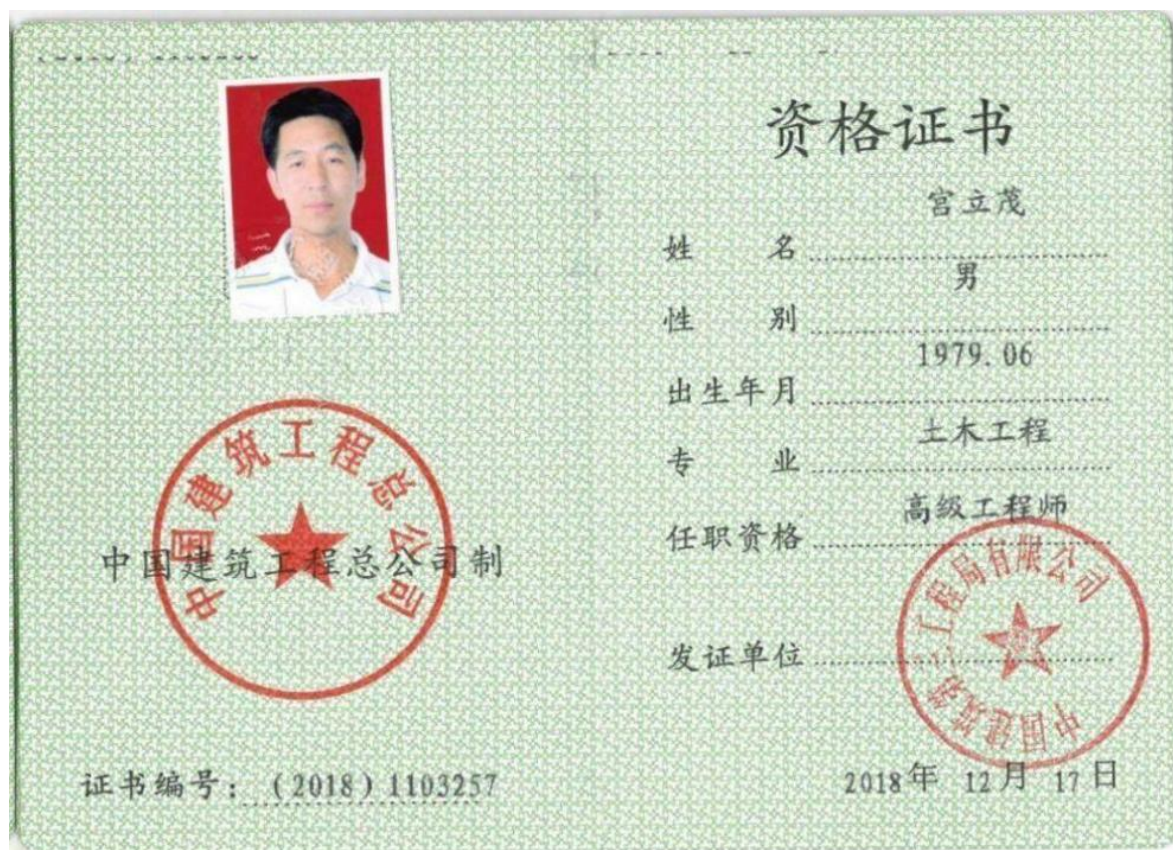 中国建筑工程总公司
中国建筑工程总公司制
证书编号：（2018）1103257
资格证书
姓 名 宫立茂
性 别 男
出生年月 1979.06
专 业 土木工程
任职资格 高级工程师
发证单位
2018年 12月 17日